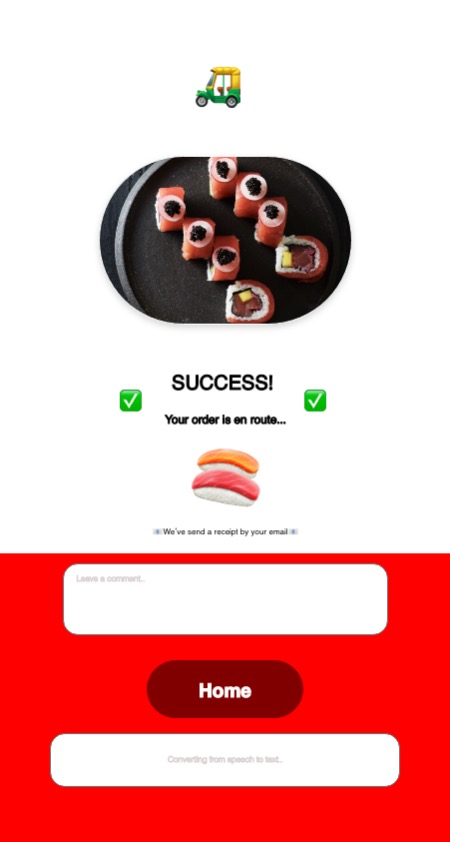 SUCCESS!
Your order is en route...
We've send a receipt by your email
Leave a comment..
Home
Converting from speech to text..